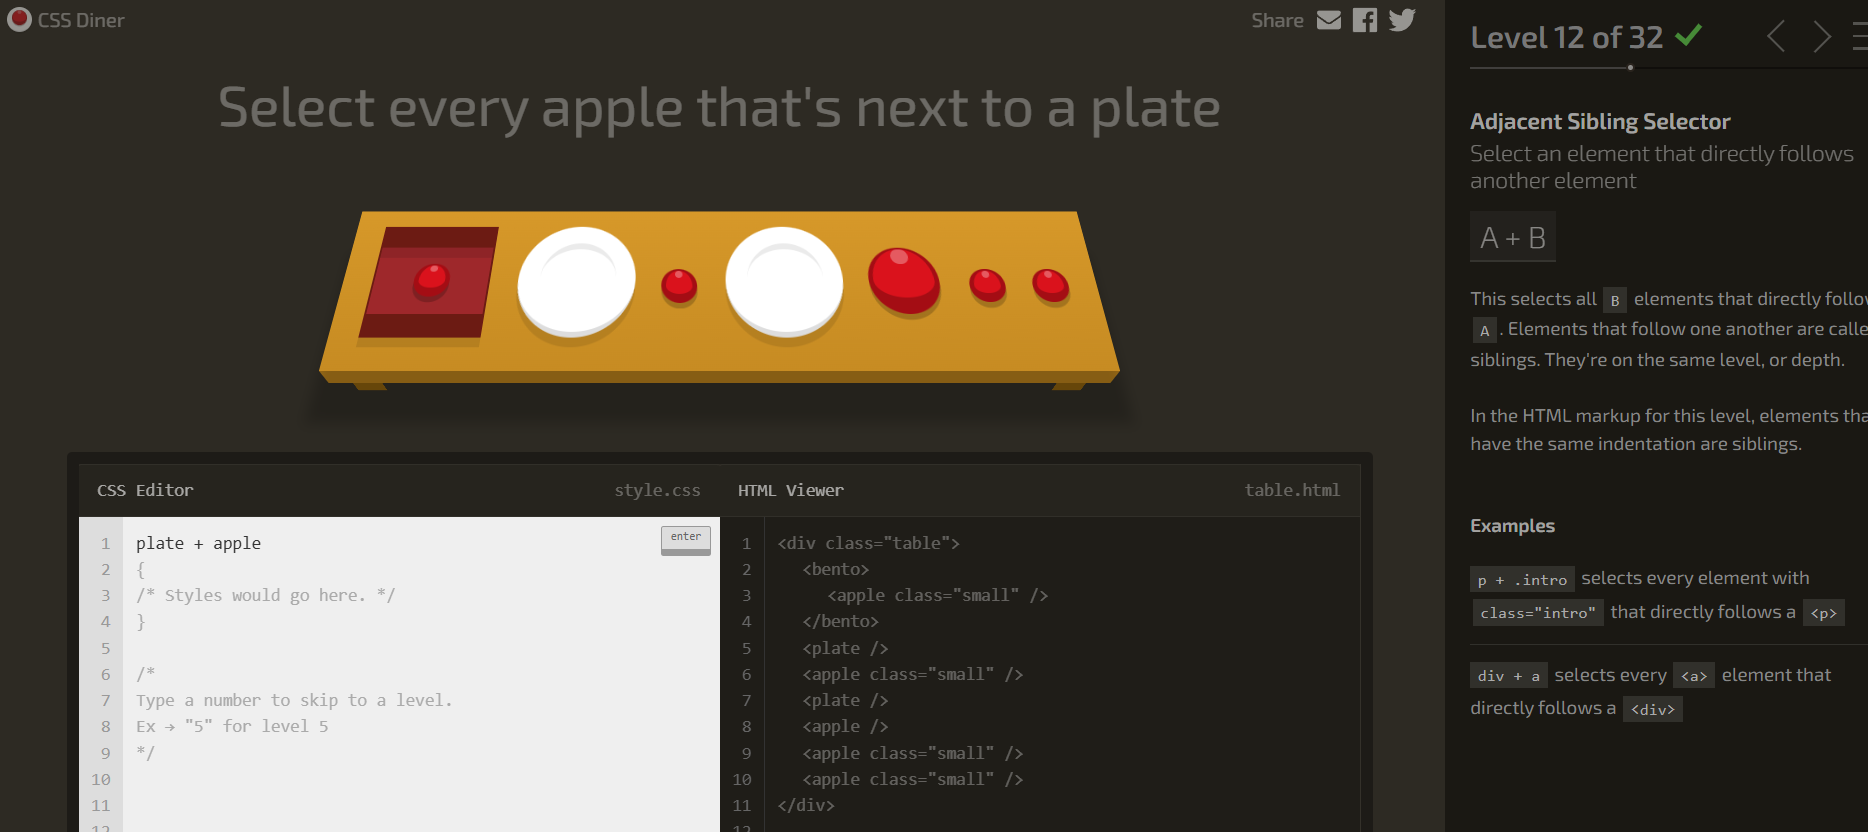 CSS Diner
Share
Select every apple that's next to a plate
CSS Editor
style.css
1 plate + apple
enter
2 {
3 /* Styles would go here. */
4 }
5
6 /*
7 Type a number to skip to a level.
8 Ex → "5" for level 5
9 */
10
11
12
HTML Viewer
table.html
1 <div class="table">
2 <bento>
3 <apple class="small" />
4 </bento>
5 <plate />
6 <apple class="small" />
7 <plate />
8 <apple />
9 <apple class="small" />
10 <apple class="small" />
11 </div>
12
Level 12 of 32
Adjacent Sibling Selector
Select an element that directly follows
another element
A + B
This selects all B elements that directly follo
A . Elements that follow one another are calle
siblings. They're on the same level, or depth.
In the HTML markup for this level, elements tha
have the same indentation are siblings.
Examples
p + .intro selects every element with
class="intro" that directly follows a <p>
div + a selects every <a> element that
directly follows a <div>